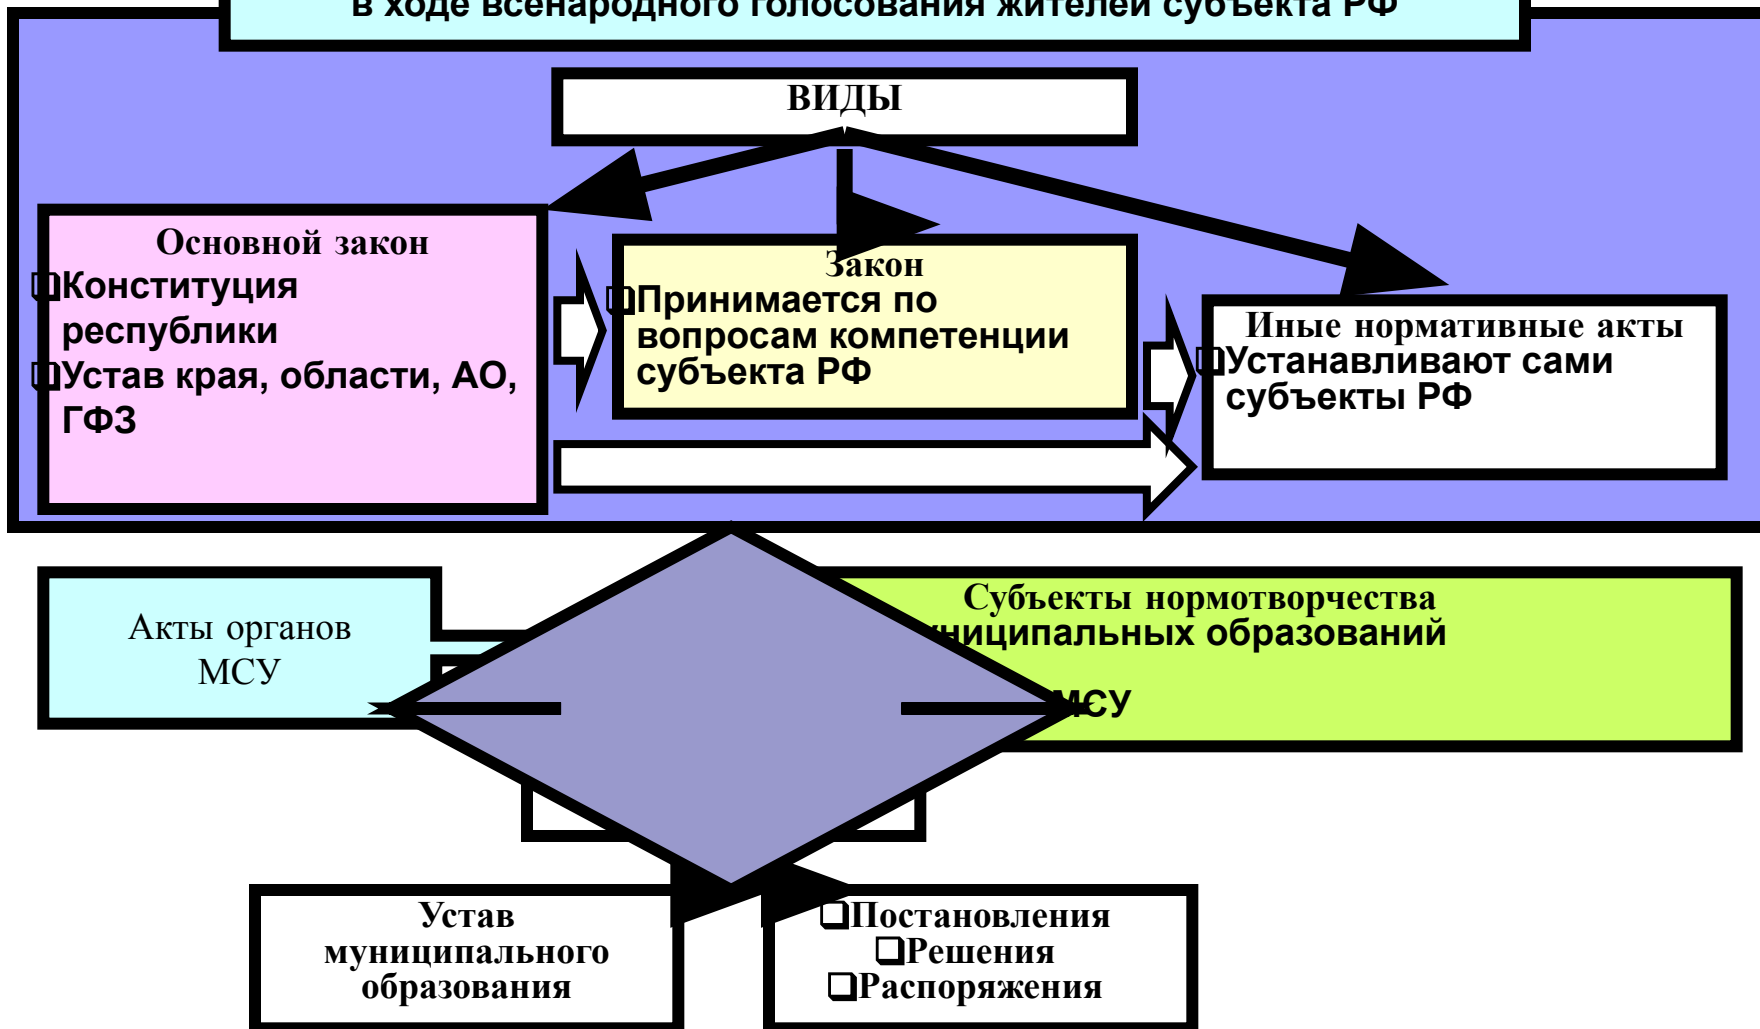 в ходе всенародного голосования жителей субъекта РФ
ВИДЫ
Основной закон
Конституция
республики
Устав края, области, АО,
ГФЗ
Закон
Принимается по
вопросам компетенции
субъекта РФ
Иные нормативные акты
Устанавливают сами
субъекты РФ
Акты органов
МСУ
Субъекты нормотворчества
образований
МСУ
Устав
муниципального
образования
Постановления
Решения
Распоряжения